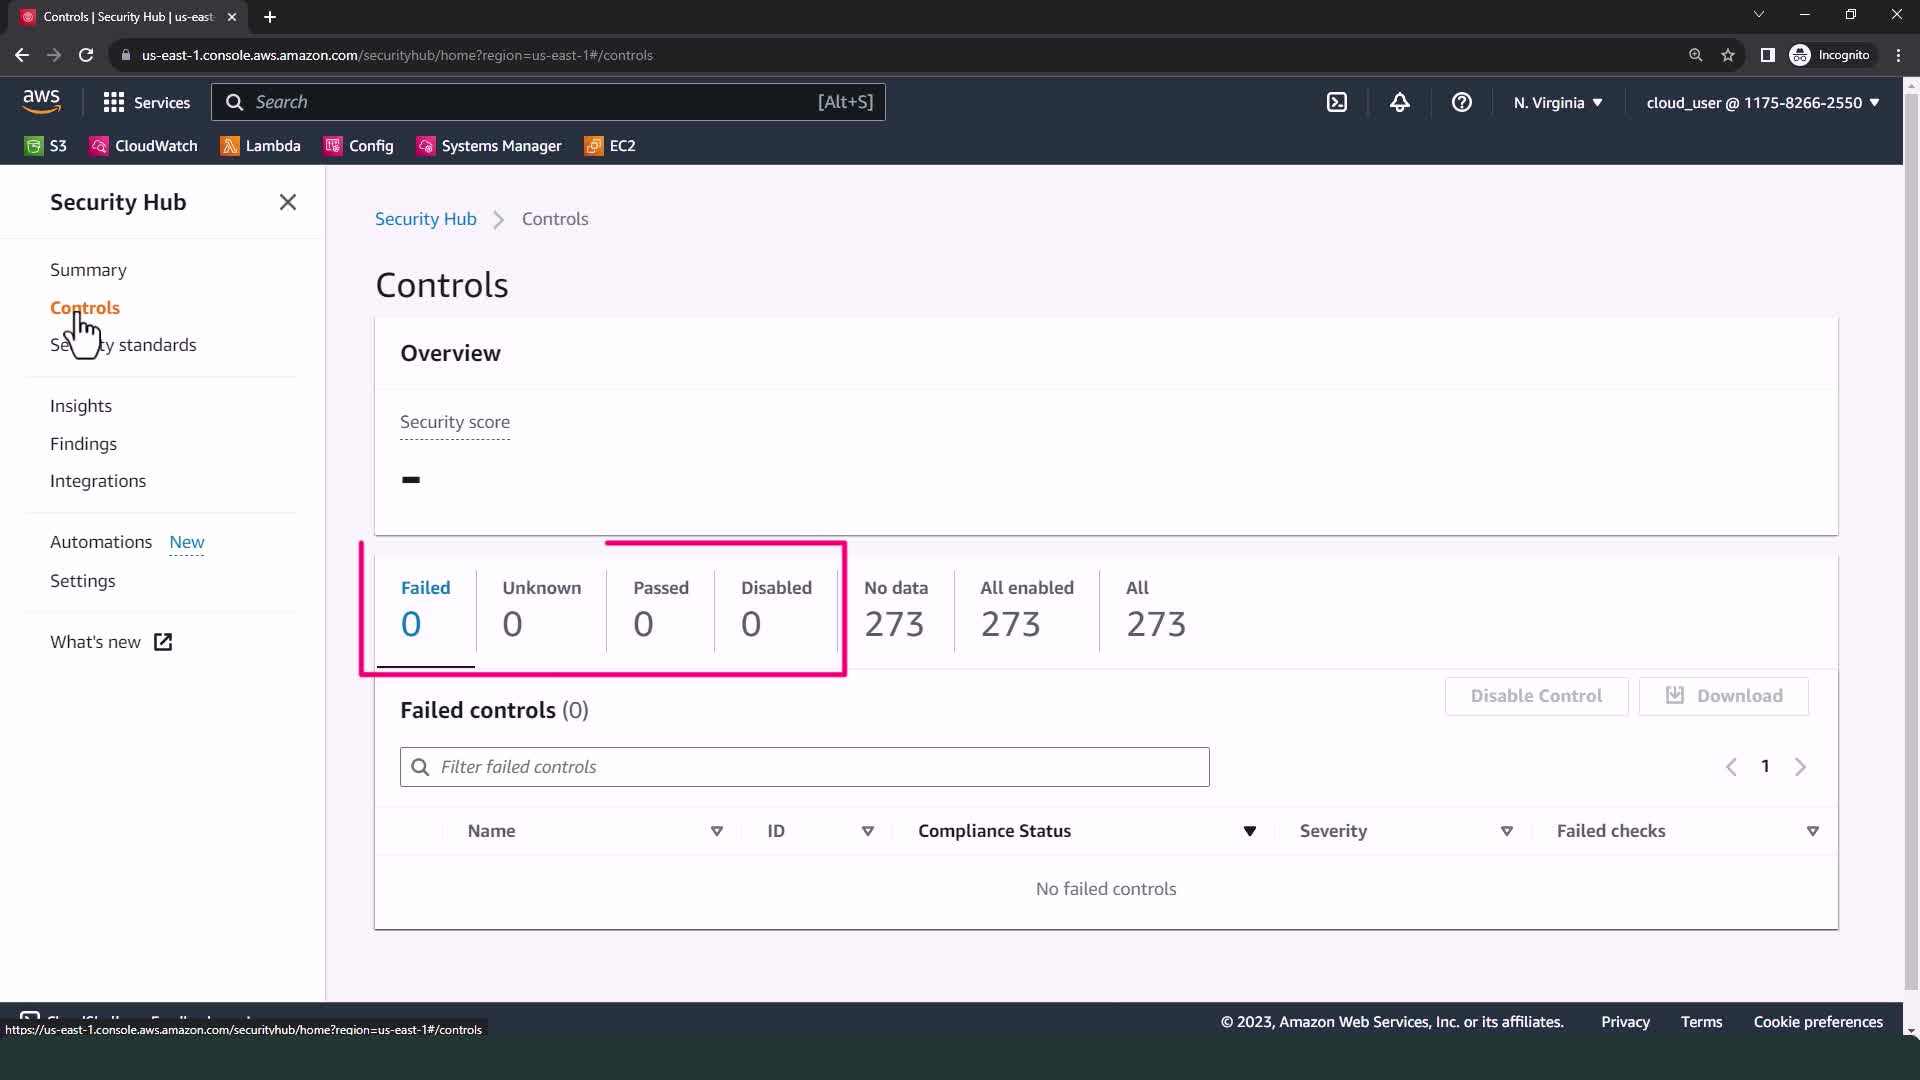 Controls | Security Hub | us-east-
us-east-1.console.aws.amazon.com/securityhub/home?region=us-east-1#/controls
Incognito
aws
Services
Search
[Alt+S]
N. Virginia
cloud_user @ 1175-8266-2550
S3
CloudWatch
Lambda
Config
Systems Manager
EC2
Security Hub
Summary
Controls
Security standards
Insights
Findings
Integrations
Automations New
Settings
What's new
Security Hub
Controls
Controls
Overview
Security score
-
Failed
0
Unknown
0
Passed
0
Disabled
0
No data
273
All enabled
273
All
273
Failed controls (0)
Disable Control
Download
Filter failed controls
1
Name
ID
Compliance Status
Severity
Failed checks
No failed controls
https://us-east-1.console.aws.amazon.com/securityhub/home?region=us-east-1#/controls
© 2023, Amazon Web Services, Inc. or its affiliates.
Privacy
Terms
Cookie preferences